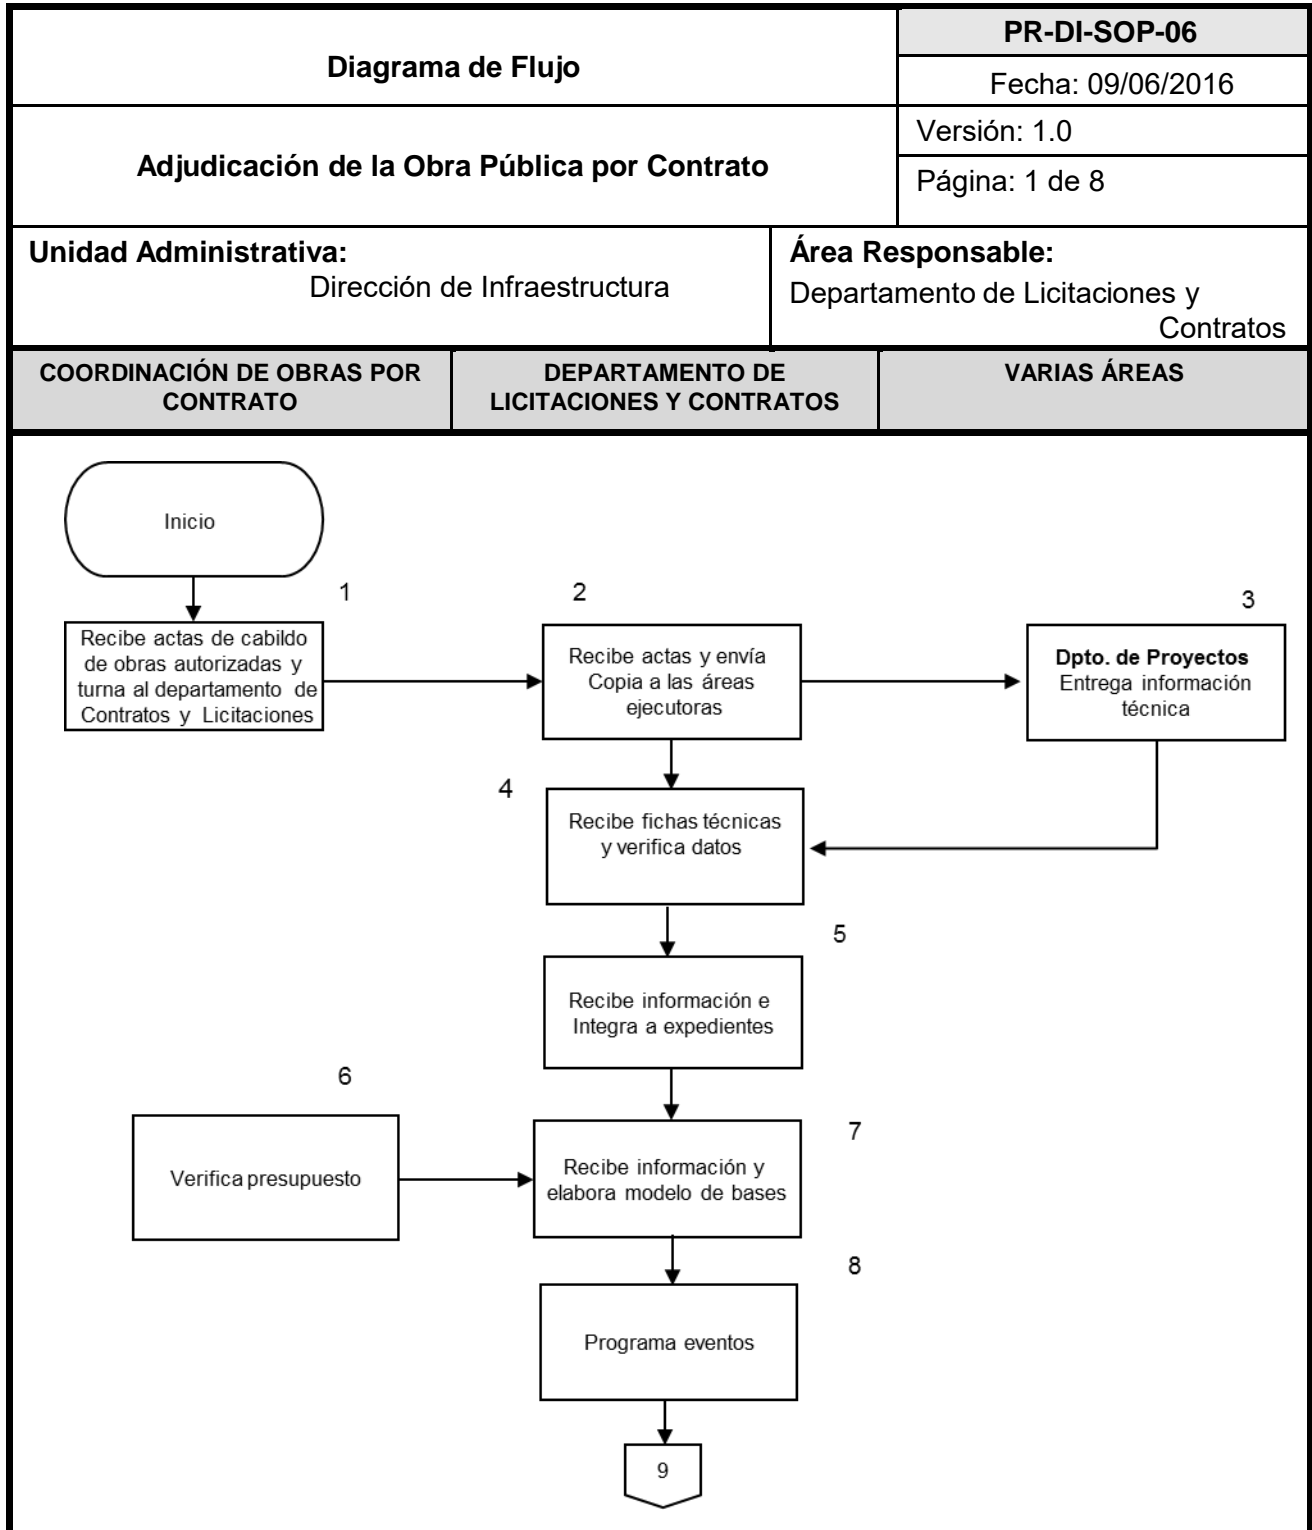 Diagrama de Flujo
PR-DI-SOP-06
Fecha: 09/06/2016
Adjudicación de la Obra Pública por Contrato
Versión: 1.0
Página: 1 de 8
Unidad Administrativa:
Dirección de Infraestructura
Área Responsable:
Departamento de Licitaciones y
Contratos
COORDINACIÓN DE OBRAS POR
CONTRATO
DEPARTAMENTO DE
LICITACIONES Y CONTRATOS
VARIAS ÁREAS
Inicio
1
Recibe actas de cabildo
de obras autorizadas y
turna al departamento de
Contratos y Licitaciones
2
Recibe actas y envía
Copia a las áreas
ejecutoras
3
Dpto. de Proyectos
Entrega información
técnica
4
Recibe fichas técnicas
y verifica datos
5
Recibe información e
Integra a expedientes
6
Verifica presupuesto
7
Recibe información y
elabora modelo de bases
8
Programa eventos
9